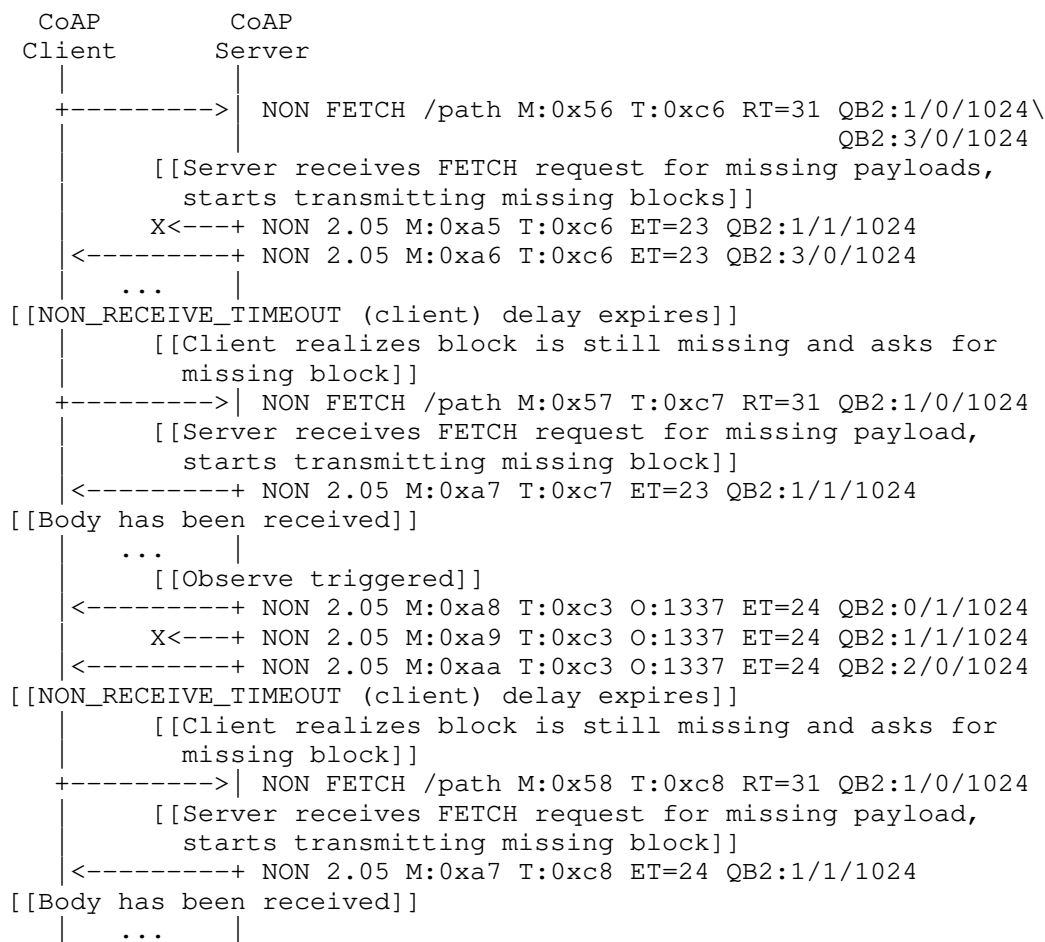 CoAP        CoAP
Client      Server
|          |
+--------->| NON FETCH /path M:0x56 T:0xc6 RT=31 QB2:1/0/1024\
|          |                                     QB2:3/0/1024
|     [[Server receives FETCH request for missing payloads,
|       starts transmitting missing blocks]]
|     X<---+ NON 2.05 M:0xa5 T:0xc6 ET=23 QB2:1/1/1024
|<---------+ NON 2.05 M:0xa6 T:0xc6 ET=23 QB2:3/0/1024
|   ...    |
[[NON_RECEIVE_TIMEOUT (client) delay expires]]
|     [[Client realizes block is still missing and asks for
|       missing block]]
+--------->| NON FETCH /path M:0x57 T:0xc7 RT=31 QB2:1/0/1024
|     [[Server receives FETCH request for missing payload,
|       starts transmitting missing block]]
|<---------+ NON 2.05 M:0xa7 T:0xc7 ET=23 QB2:1/1/1024
[[Body has been received]]
|   ...    |
|     [[Observe triggered]]
|<---------+ NON 2.05 M:0xa8 T:0xc3 O:1337 ET=24 QB2:0/1/1024
|     X<---+ NON 2.05 M:0xa9 T:0xc3 O:1337 ET=24 QB2:1/1/1024
|<---------+ NON 2.05 M:0xaa T:0xc3 O:1337 ET=24 QB2:2/0/1024
[[NON_RECEIVE_TIMEOUT (client) delay expires]]
|     [[Client realizes block is still missing and asks for
|       missing block]]
+--------->| NON FETCH /path M:0x58 T:0xc8 RT=31 QB2:1/0/1024
|     [[Server receives FETCH request for missing payload,
|       starts transmitting missing block]]
|<---------+ NON 2.05 M:0xa7 T:0xc8 ET=24 QB2:1/1/1024
[[Body has been received]]
|   ...    |